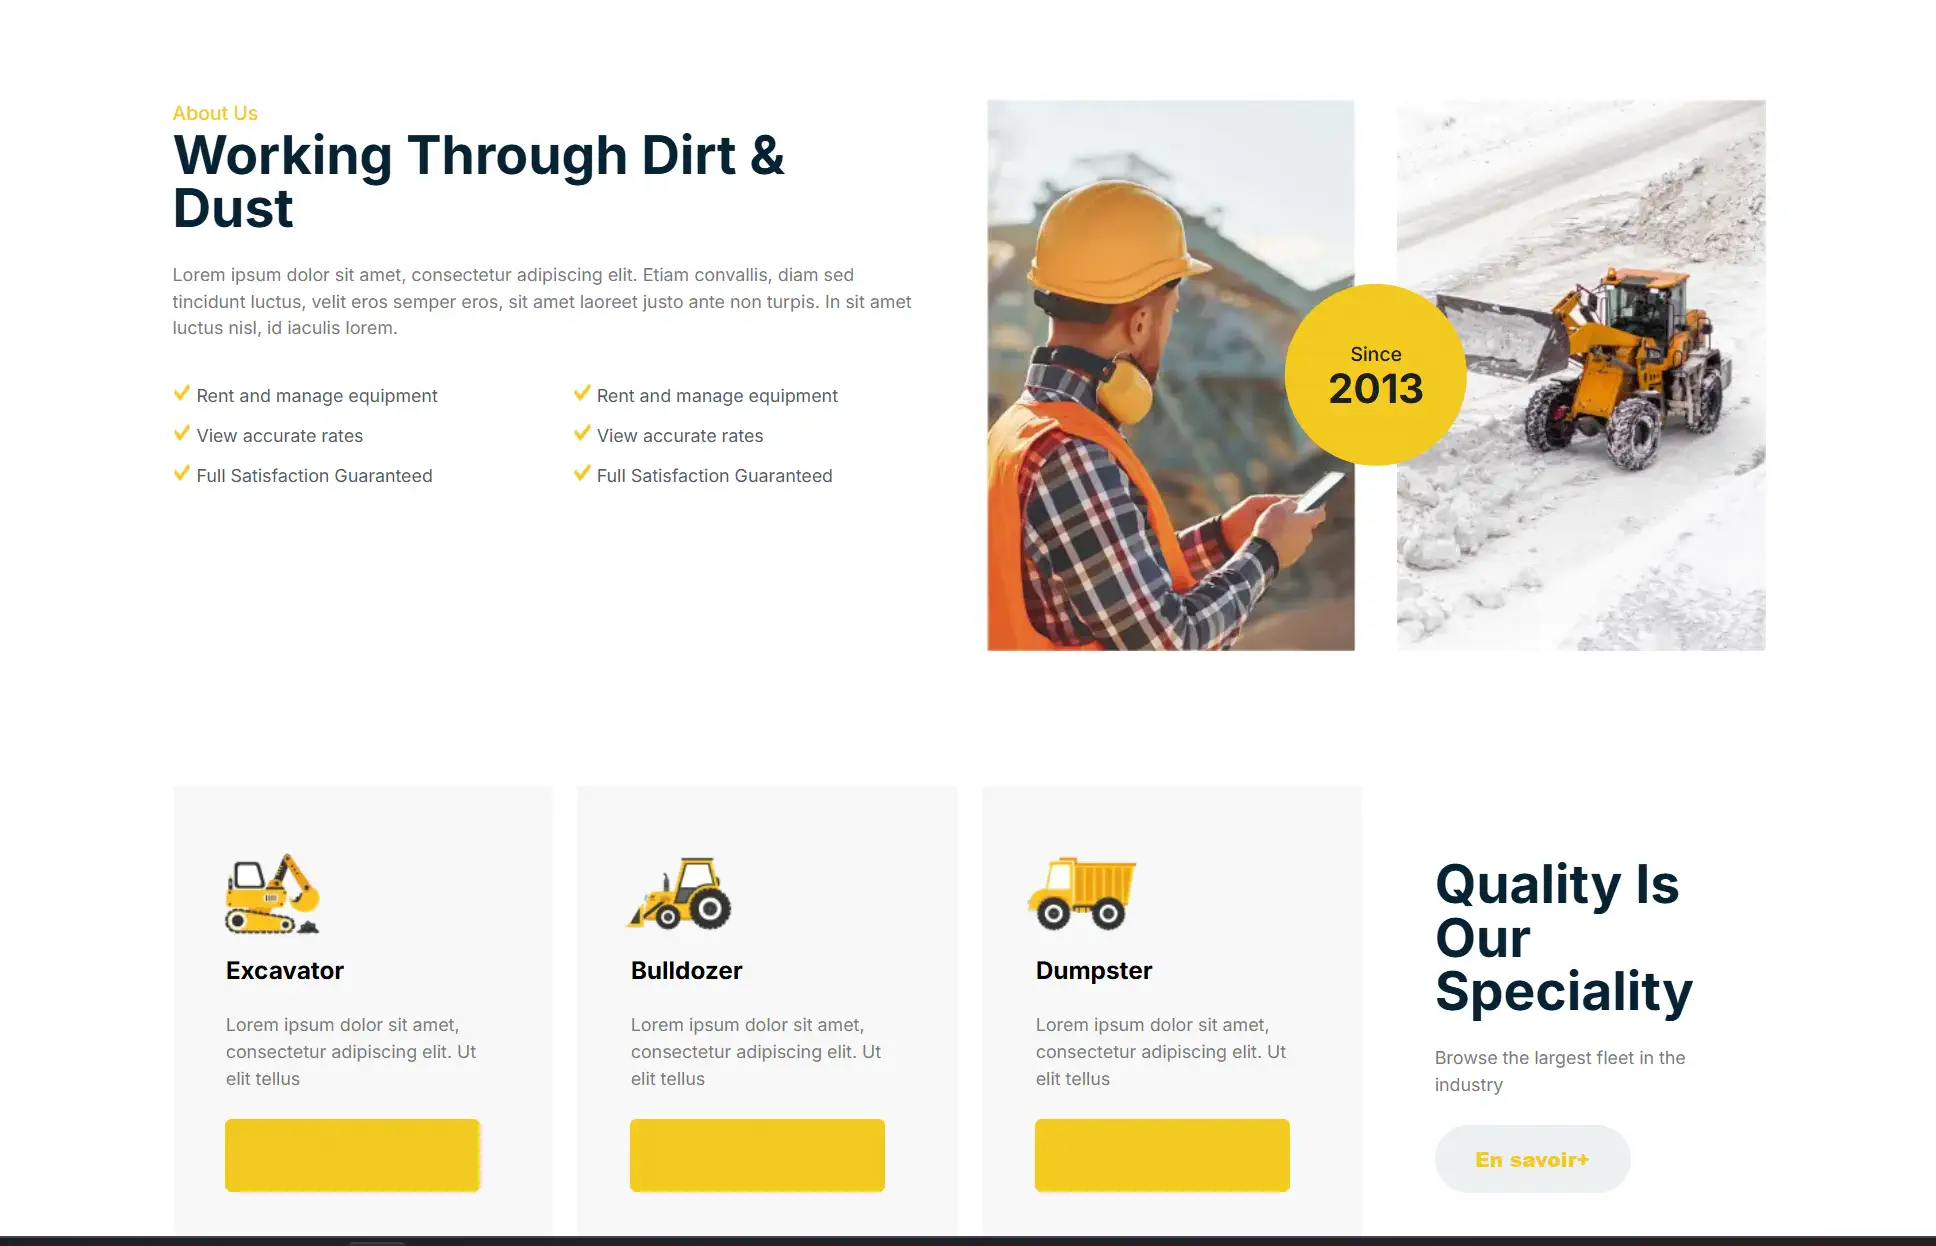 About Us
Working Through Dirt &
Dust
Lorem ipsum dolor sit amet, consectetur adipiscing elit. Etiam convallis, diam sed
tincidunt luctus, velit eros semper eros, sit amet laoreet justo ante non turpis. In sit amet
luctus nisl, id iaculis lorem.
Rent and manage equipment
View accurate rates
Full Satisfaction Guaranteed
Rent and manage equipment
View accurate rates
Full Satisfaction Guaranteed
Since
2013
Excavator
Lorem ipsum dolor sit amet,
consectetur adipiscing elit. Ut
elit tellus
Bulldozer
Lorem ipsum dolor sit amet,
consectetur adipiscing elit. Ut
elit tellus
Dumpster
Lorem ipsum dolor sit amet,
consectetur adipiscing elit. Ut
elit tellus
Quality Is
Our
Speciality
Browse the largest fleet in the
industry
En savoir+